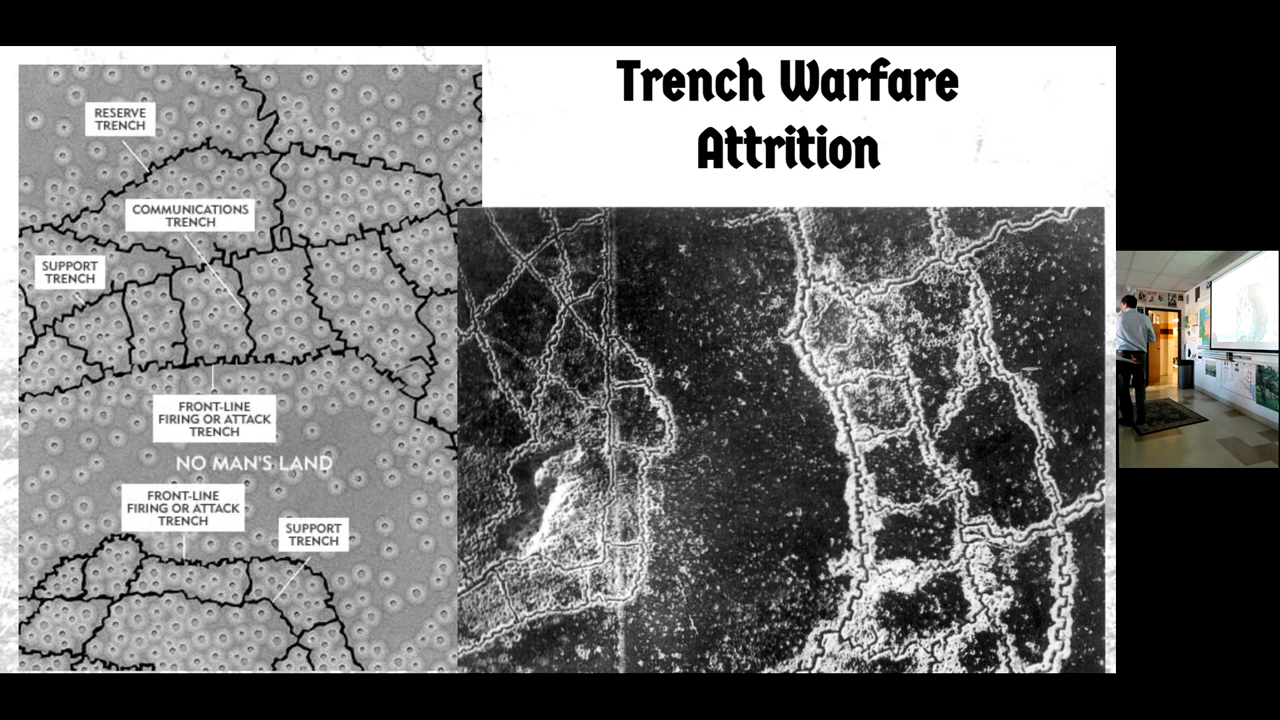 Trench Warfare
Attrition
RESERVE
TRENCH
COMMUNICATIONS
TRENCH
SUPPORT
TRENCH
FRONT-LINE
FIRING OR ATTACK
TRENCH
NO MAN'S LAND
FRONT-LINE
FIRING OR ATTACK
TRENCH
SUPPORT
TRENCH